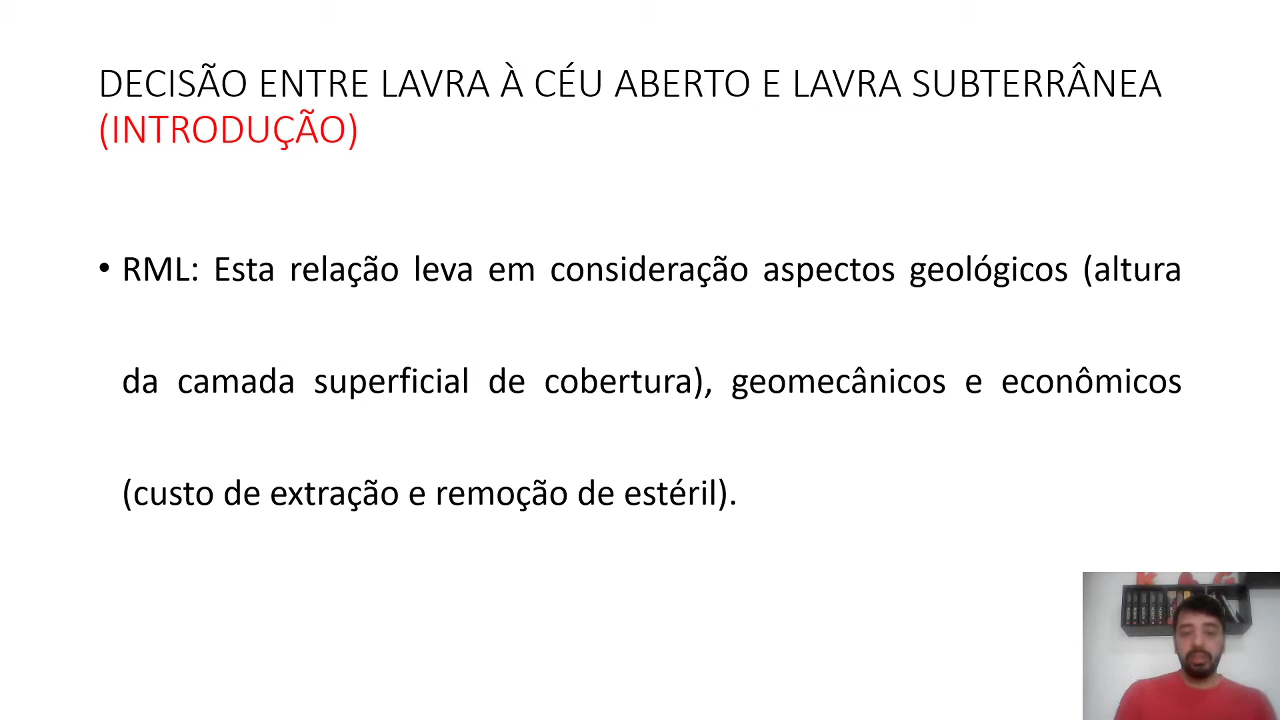 DECISÃO ENTRE LAVRA À CÉU ABERTO E LAVRA SUBTERRÂNEA
(INTRODUÇÃO)
• RML: Esta relação leva em consideração aspectos geológicos (altura
da camada superficial de cobertura), geomecânicos e econômicos
(custo de extração e remoção de estéril).